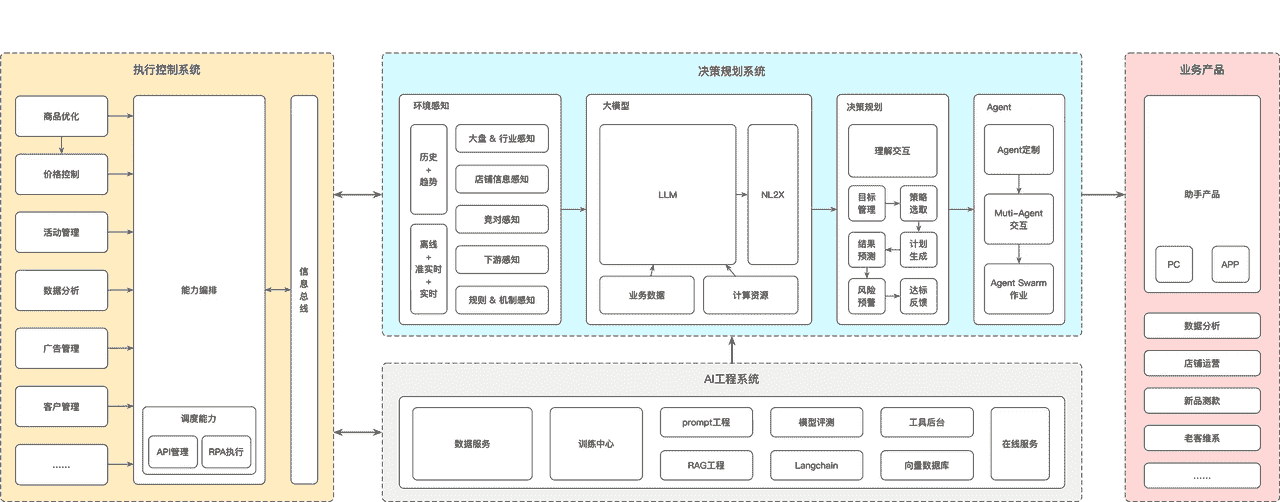 执行控制系统
商品优化
价格控制
活动管理
数据分析
广告管理
客户管理
......
能力编排
调度能力
API管理
RPA执行
信
息
总
线
决策规划系统
环境感知
历史
+
趋势
离线
+
准实时
+
实时
大盘 & 行业感知
店铺信息感知
竞对感知
下游感知
规则 & 机制感知
大模型
LLM
NL2X
业务数据
计算资源
决策规划
理解交互
目标
管理
策略
选取
结果
预测
计划
生成
风险
预警
达标
反馈
Agent
Agent定制
Muti-Agent
交互
Agent Swarm
作业
AI工程系统
数据服务
训练中心
prompt工程
模型评测
工具后台
RAG工程
Langchain
向量数据库
在线服务
业务产品
助手产品
PC
APP
数据分析
店铺运营
新品测款
老客维系
......